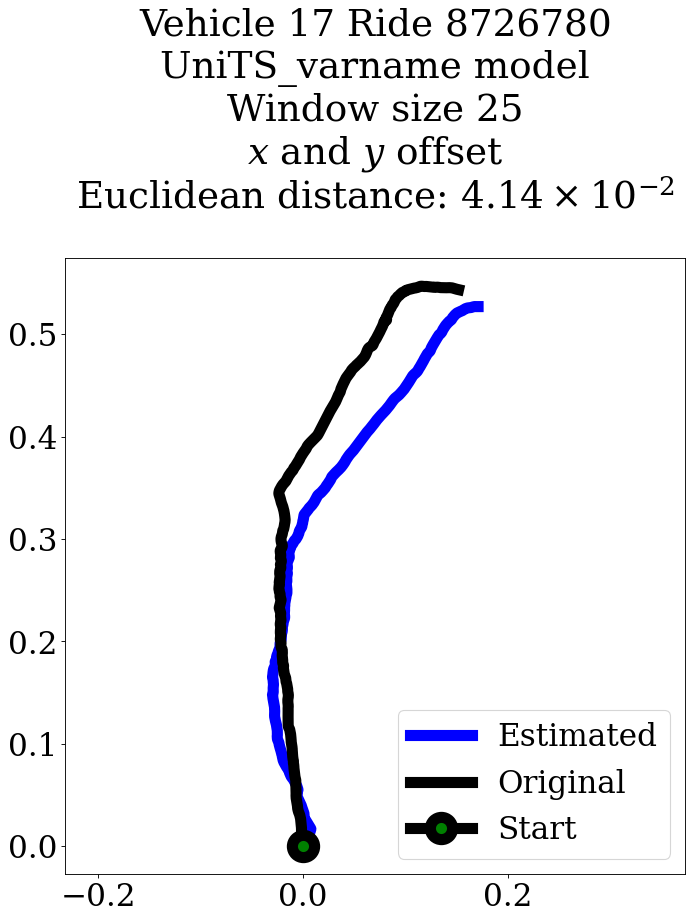 Vehicle 17 Ride 8726780
UniTS_varname model
Window size 25
x and y offset
Euclidean distance: 4.14 × 10⁻²
0.5
0.4
0.3
0.2
0.1
0.0
−0.2 0.0 0.2
Estimated
Original
Start